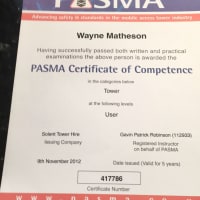 PASMA
Advancing safety & standards in the mobile access tower industry
Wayne Matheson
Having successfully passed both written and practical
examinations the above person is awarded the
PASMA Certificate of Competence
in the categories below
Tower
at the following levels
User
Solent Tower Hire
Issuing Company
Gavin Patrick Robinson (112933)
Registered Instructor
on behalf of PASMA
9th November 2012
Date issued (Valid for 5 years)
417786
Certificate Number